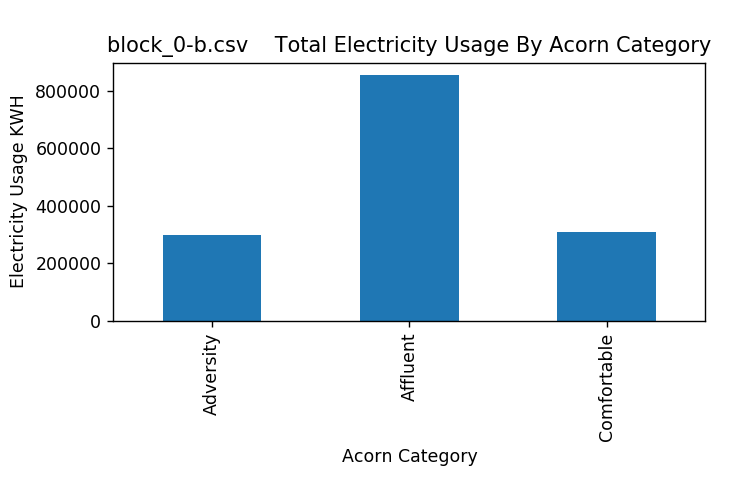 block_0-b.csv    Total Electricity Usage By Acorn Category
Electricity Usage KWH
800000
600000
400000
200000
0
Adversity
Affluent
Comfortable
Acorn Category